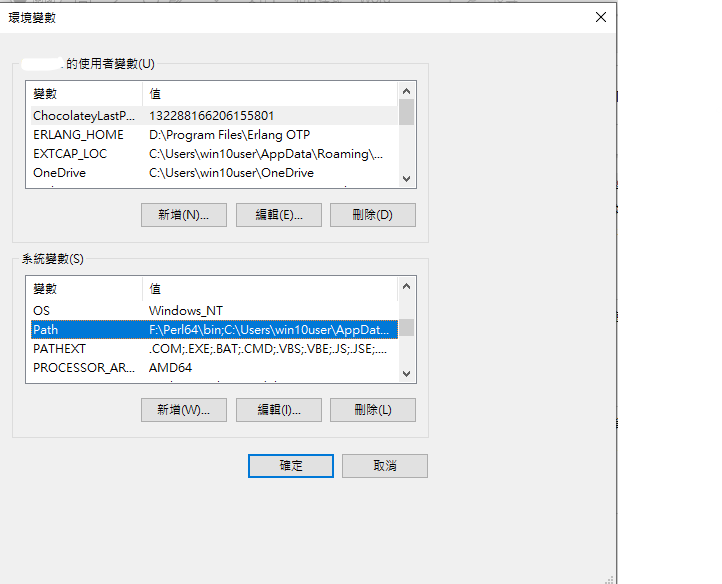 環境變數
的使用者變數(U)
變數 值
ChocolateyLastP... 132288166206155801
ERLANG_HOME D:\Program Files\Erlang OTP
EXTCAP_LOC C:\Users\win10user\AppData\Roaming\...
OneDrive C:\Users\win10user\OneDrive
新增(N)... 編輯(E)... 刪除(D)
系統變數(S)
變數 值
OS Windows_NT
Path F:\Perl64\bin;C:\Users\win10user\AppDat...
PATHEXT .COM;.EXE;.BAT;.CMD;.VBS;.VBE;.JS;.JSE;....
PROCESSOR_AR... AMD64
新增(W)... 編輯(I)... 刪除(L)
確定 取消